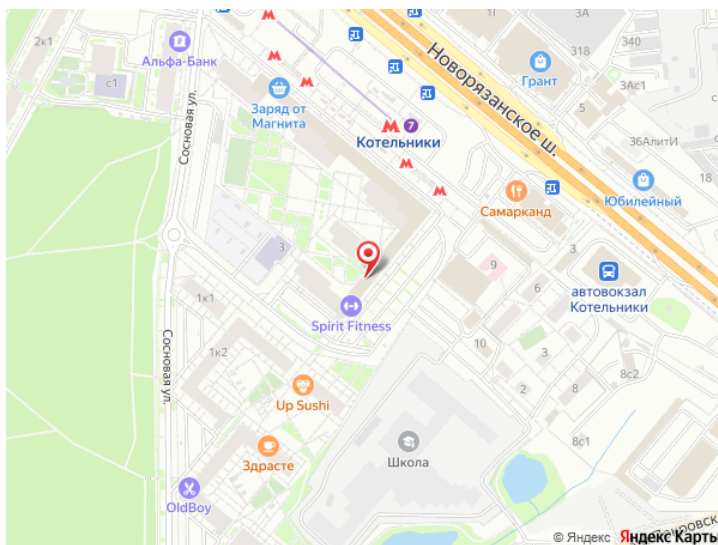 2к1
Альфа-Банк
с1
Сосновая ул.
Заряд от
Магнита
7
Котельники
Новорязанское ш.
3А
3А
318
340
Грант
3Ас1
5
36АлитИ
18
Юбилейный
Самарканд
3
9
6
автовокзал
Котельники
3
1к1
Spirit Fitness
1к2
Сосновая ул.
10
3
8
8с2
8с1
Up Sushi
Здрасте
Школа
OldBoy
© Яндекс Яндекс Карты